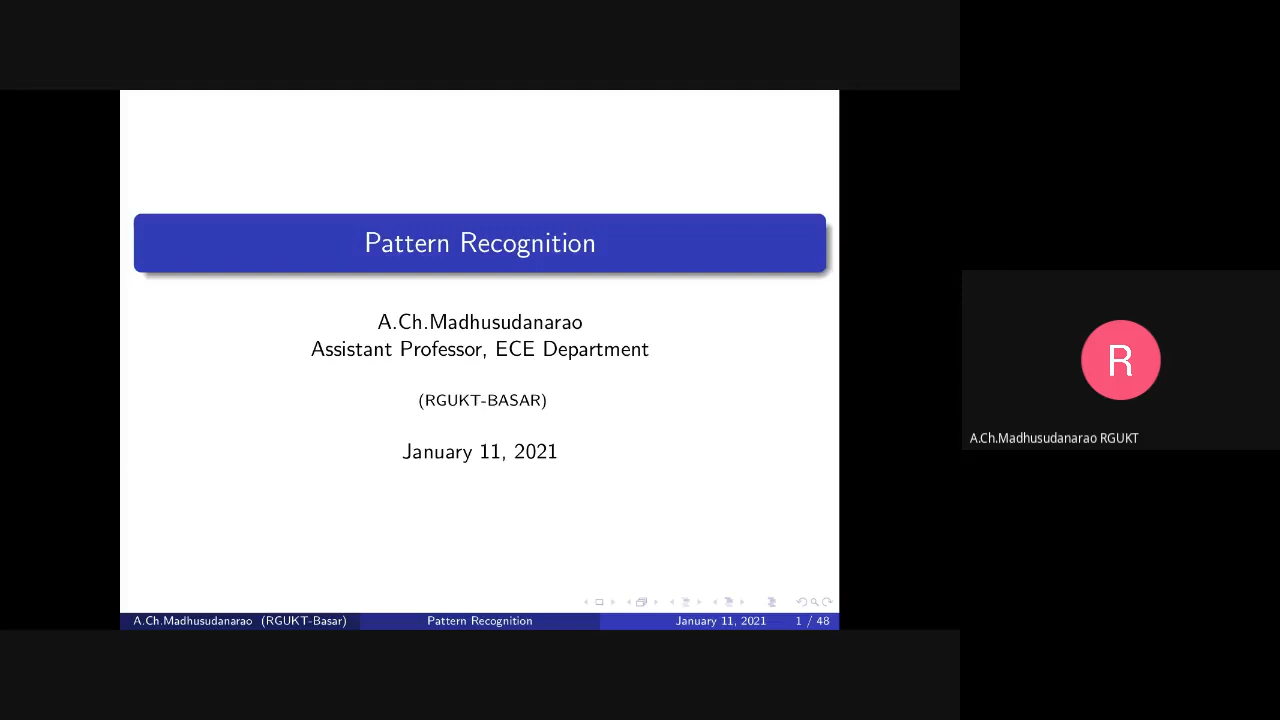 Pattern Recognition
A.Ch.Madhusudanarao
Assistant Professor, ECE Department
(RGUKT-BASAR)
January 11, 2021
A.Ch.Madhusudanarao (RGUKT-Basar) Pattern Recognition January 11, 2021 1 / 48
R
A.Ch.Madhusudanarao RGUKT